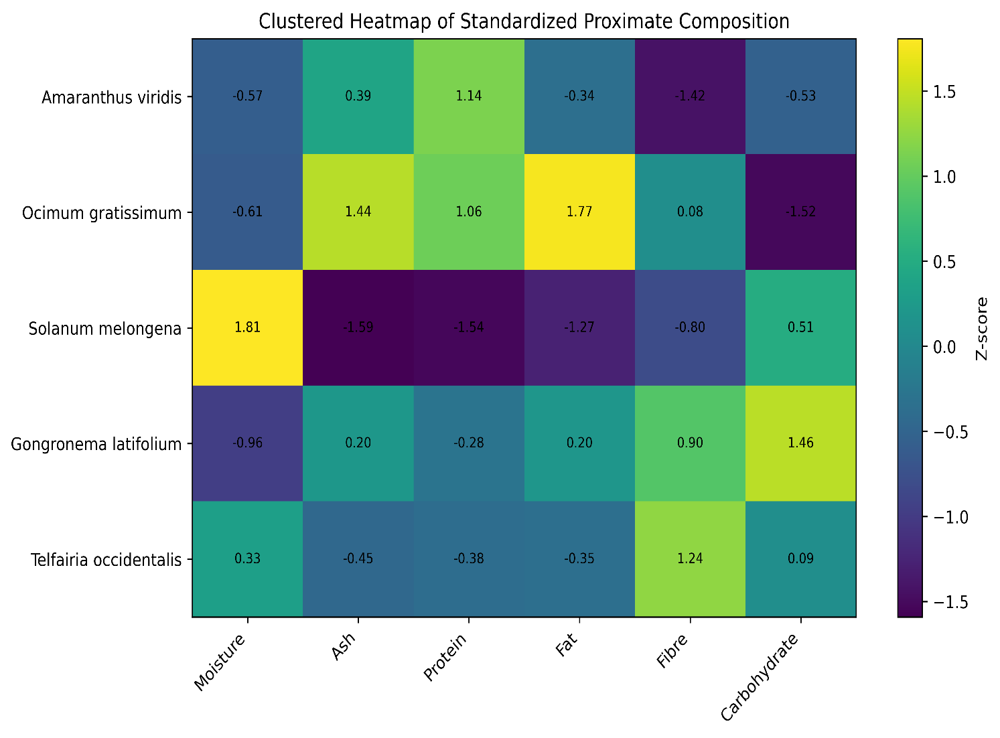 Clustered Heatmap of Standardized Proximate Composition
Amaranthus viridis -0.57 0.39 1.14 -0.34 -1.42 -0.53
Ocimum gratissimum -0.61 1.44 1.06 1.77 0.08 -1.52
Solanum melongena 1.81 -1.59 -1.54 -1.27 -0.80 0.51
Gongronema latifolium -0.96 0.20 -0.28 0.20 0.90 1.46
Telfairia occidentalis 0.33 -0.45 -0.38 -0.35 1.24 0.09
Moisture Ash Protein Fat Fibre Carbohydrate
1.5
1.0
0.5
0.0
−0.5
−1.0
−1.5
Z-score